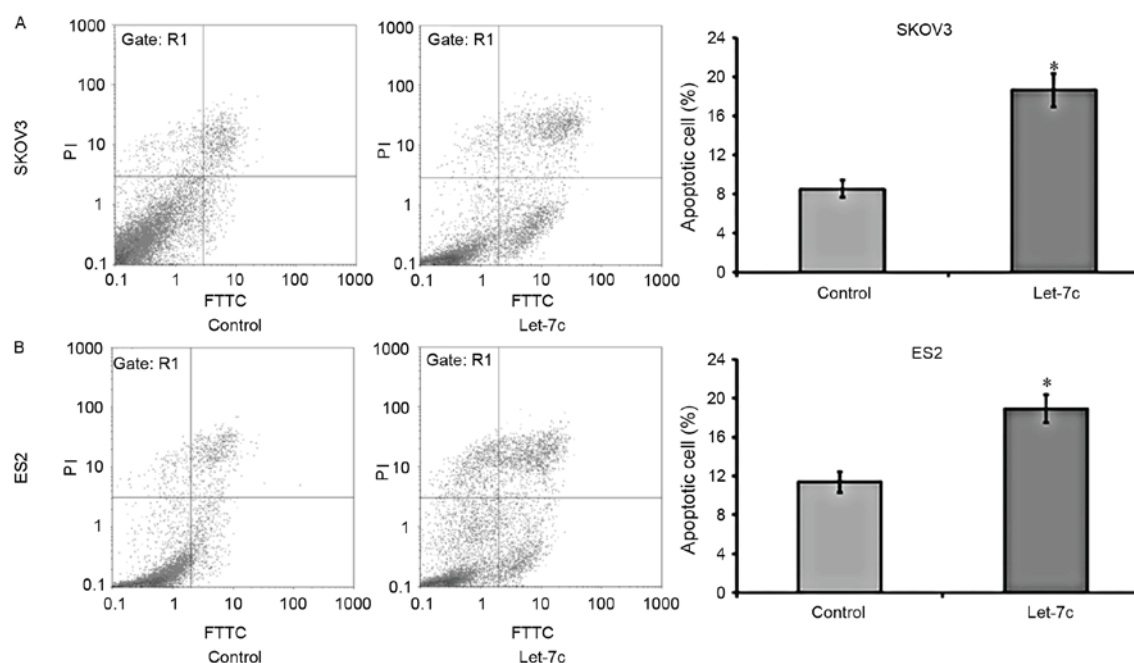 A
SKOV3
1000
100
10
1
0.1
PI
Gate: R1
0.1 1 10 100 1000
FTTC
Control
1000
100
10
1
0.1
PI
Gate: R1
0.1 1 10 100 1000
FTTC
Let-7c
SKOV3
24
20
16
12
8
4
0
Apoptotic cell (%)
*
Control Let-7c
B
ES2
1000
100
10
1
0.1
PI
Gate: R1
0.1 1 10 100 1000
FTTC
Control
1000
100
10
1
0.1
PI
Gate: R1
0.1 1 10 100 1000
FTTC
Let-7c
ES2
24
20
16
12
8
4
0
Apoptotic cell (%)
*
Control Let-7c